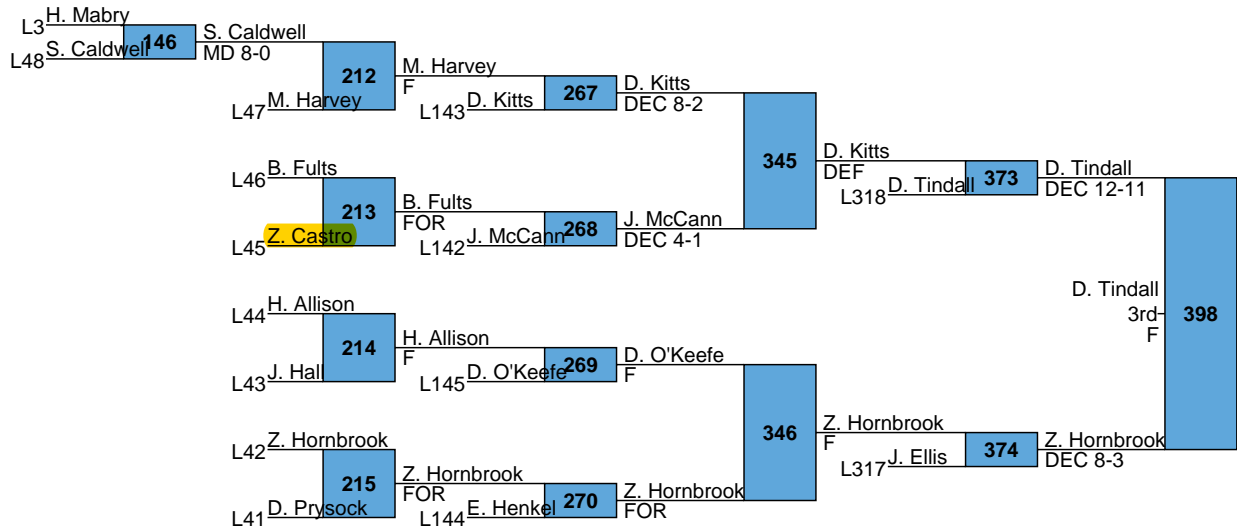 H. Mabry
L3
146
S. Caldwell
L48
S. Caldwell
MD 8-0
212
M. Harvey
L47
M. Harvey
F
267
D. Kitts
L143
D. Kitts
DEC 8-2
345
L46
B. Fults
213
B. Fults
FOR
L45
Z. Castro
268
J. McCann
L142
J. McCann
DEC 4-1
D. Kitts
DEF
373
D. Tindall
L318
D. Tindall
DEC 12-11
398
D. Tindall
3rd
F
H. Allison
L44
214
H. Allison
F
L43
J. Hall
269
D. O'Keefe
L145
D. O'Keefe
F
346
L42
Z. Hornbrook
215
Z. Hornbrook
FOR
L41
D. Prysock
270
E. Henkel
L144
Z. Hornbrook
FOR
Z. Hornbrook
F
374
J. Ellis
L317
Z. Hornbrook
DEC 8-3